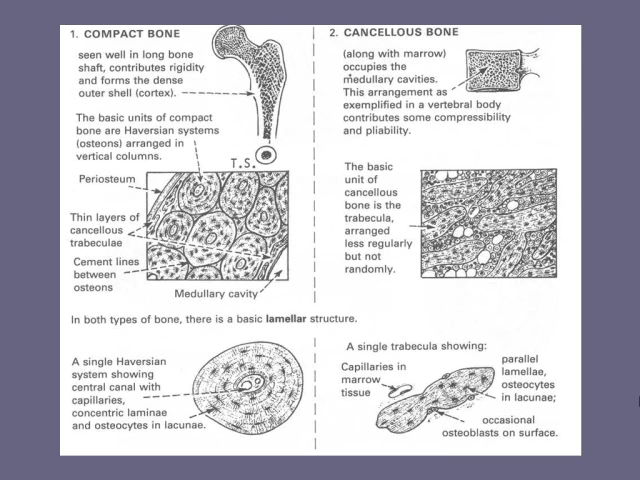 1. COMPACT BONE
seen well in long bone
shaft, contributes rigidity
and forms the dense
outer shell (cortex).
The basic units of compact
bone are Haversian systems
(osteons) arranged in
vertical columns.
T.S.
Periosteum
Thin layers of
cancellous
trabeculae
Cement lines
between
osteons
Medullary cavity
2. CANCELLOUS BONE
(along with marrow)
occupies the
medullary cavities.
This arrangement as
exemplified in a vertebral body
contributes some compressibility
and pliability.
The basic
unit of
cancellous
bone is the
trabecula,
arranged
less regularly
but not
randomly.
In both types of bone, there is a basic lamellar structure.
A single Haversian
system showing
central canal with
capillaries,
concentric laminae
and osteocytes in lacunae.
A single trabecula showing:
Capillaries in
marrow
tissue
parallel
lamellae,
osteocytes
in lacunae;
occasional
osteoblasts on surface.